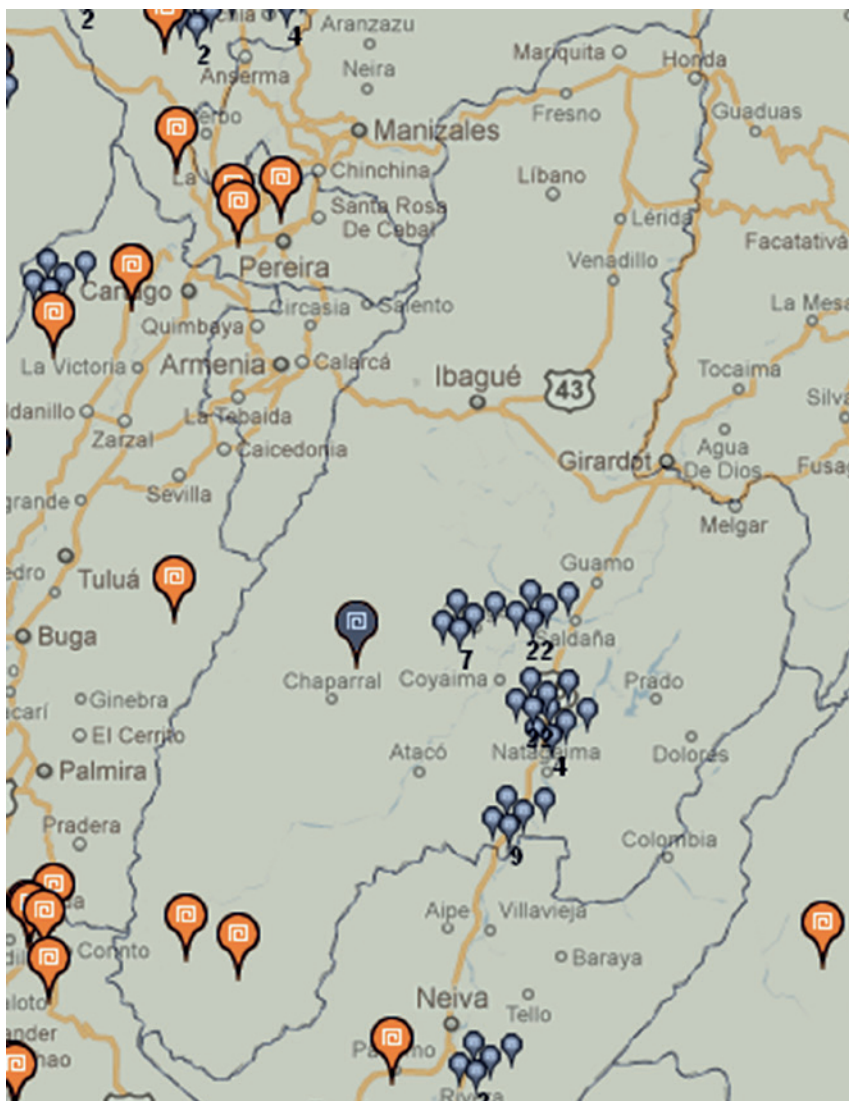 2
2
4
Aranzazu
Mariquita
Honda
Anserma
Neira
Fresno
Guaduas
Manizales
Chinchina
Líbano
Santa Rosa
De Cabal
Lérida
Facatativá
Pereira
Venadillo
Cartago
Circasia
Salento
La Mesa
Quimbaya
La Victoria
Armenia
Calarcá
Ibagué
43
Tocaima
La Tebaida
Zarzal
Caicedonia
Agua
De Dios
Girardot
Sevilla
Melgar
Guamo
Tuluá
Buga
7
22
Saldaña
Chaparral
Coyaima
Prado
Ginebra
El Cerrito
22
Natagaima
4
Atacó
Dolores
Palmira
Pradera
9
Colombia
Aipe
Villavieja
Baraya
Neiva
Tello